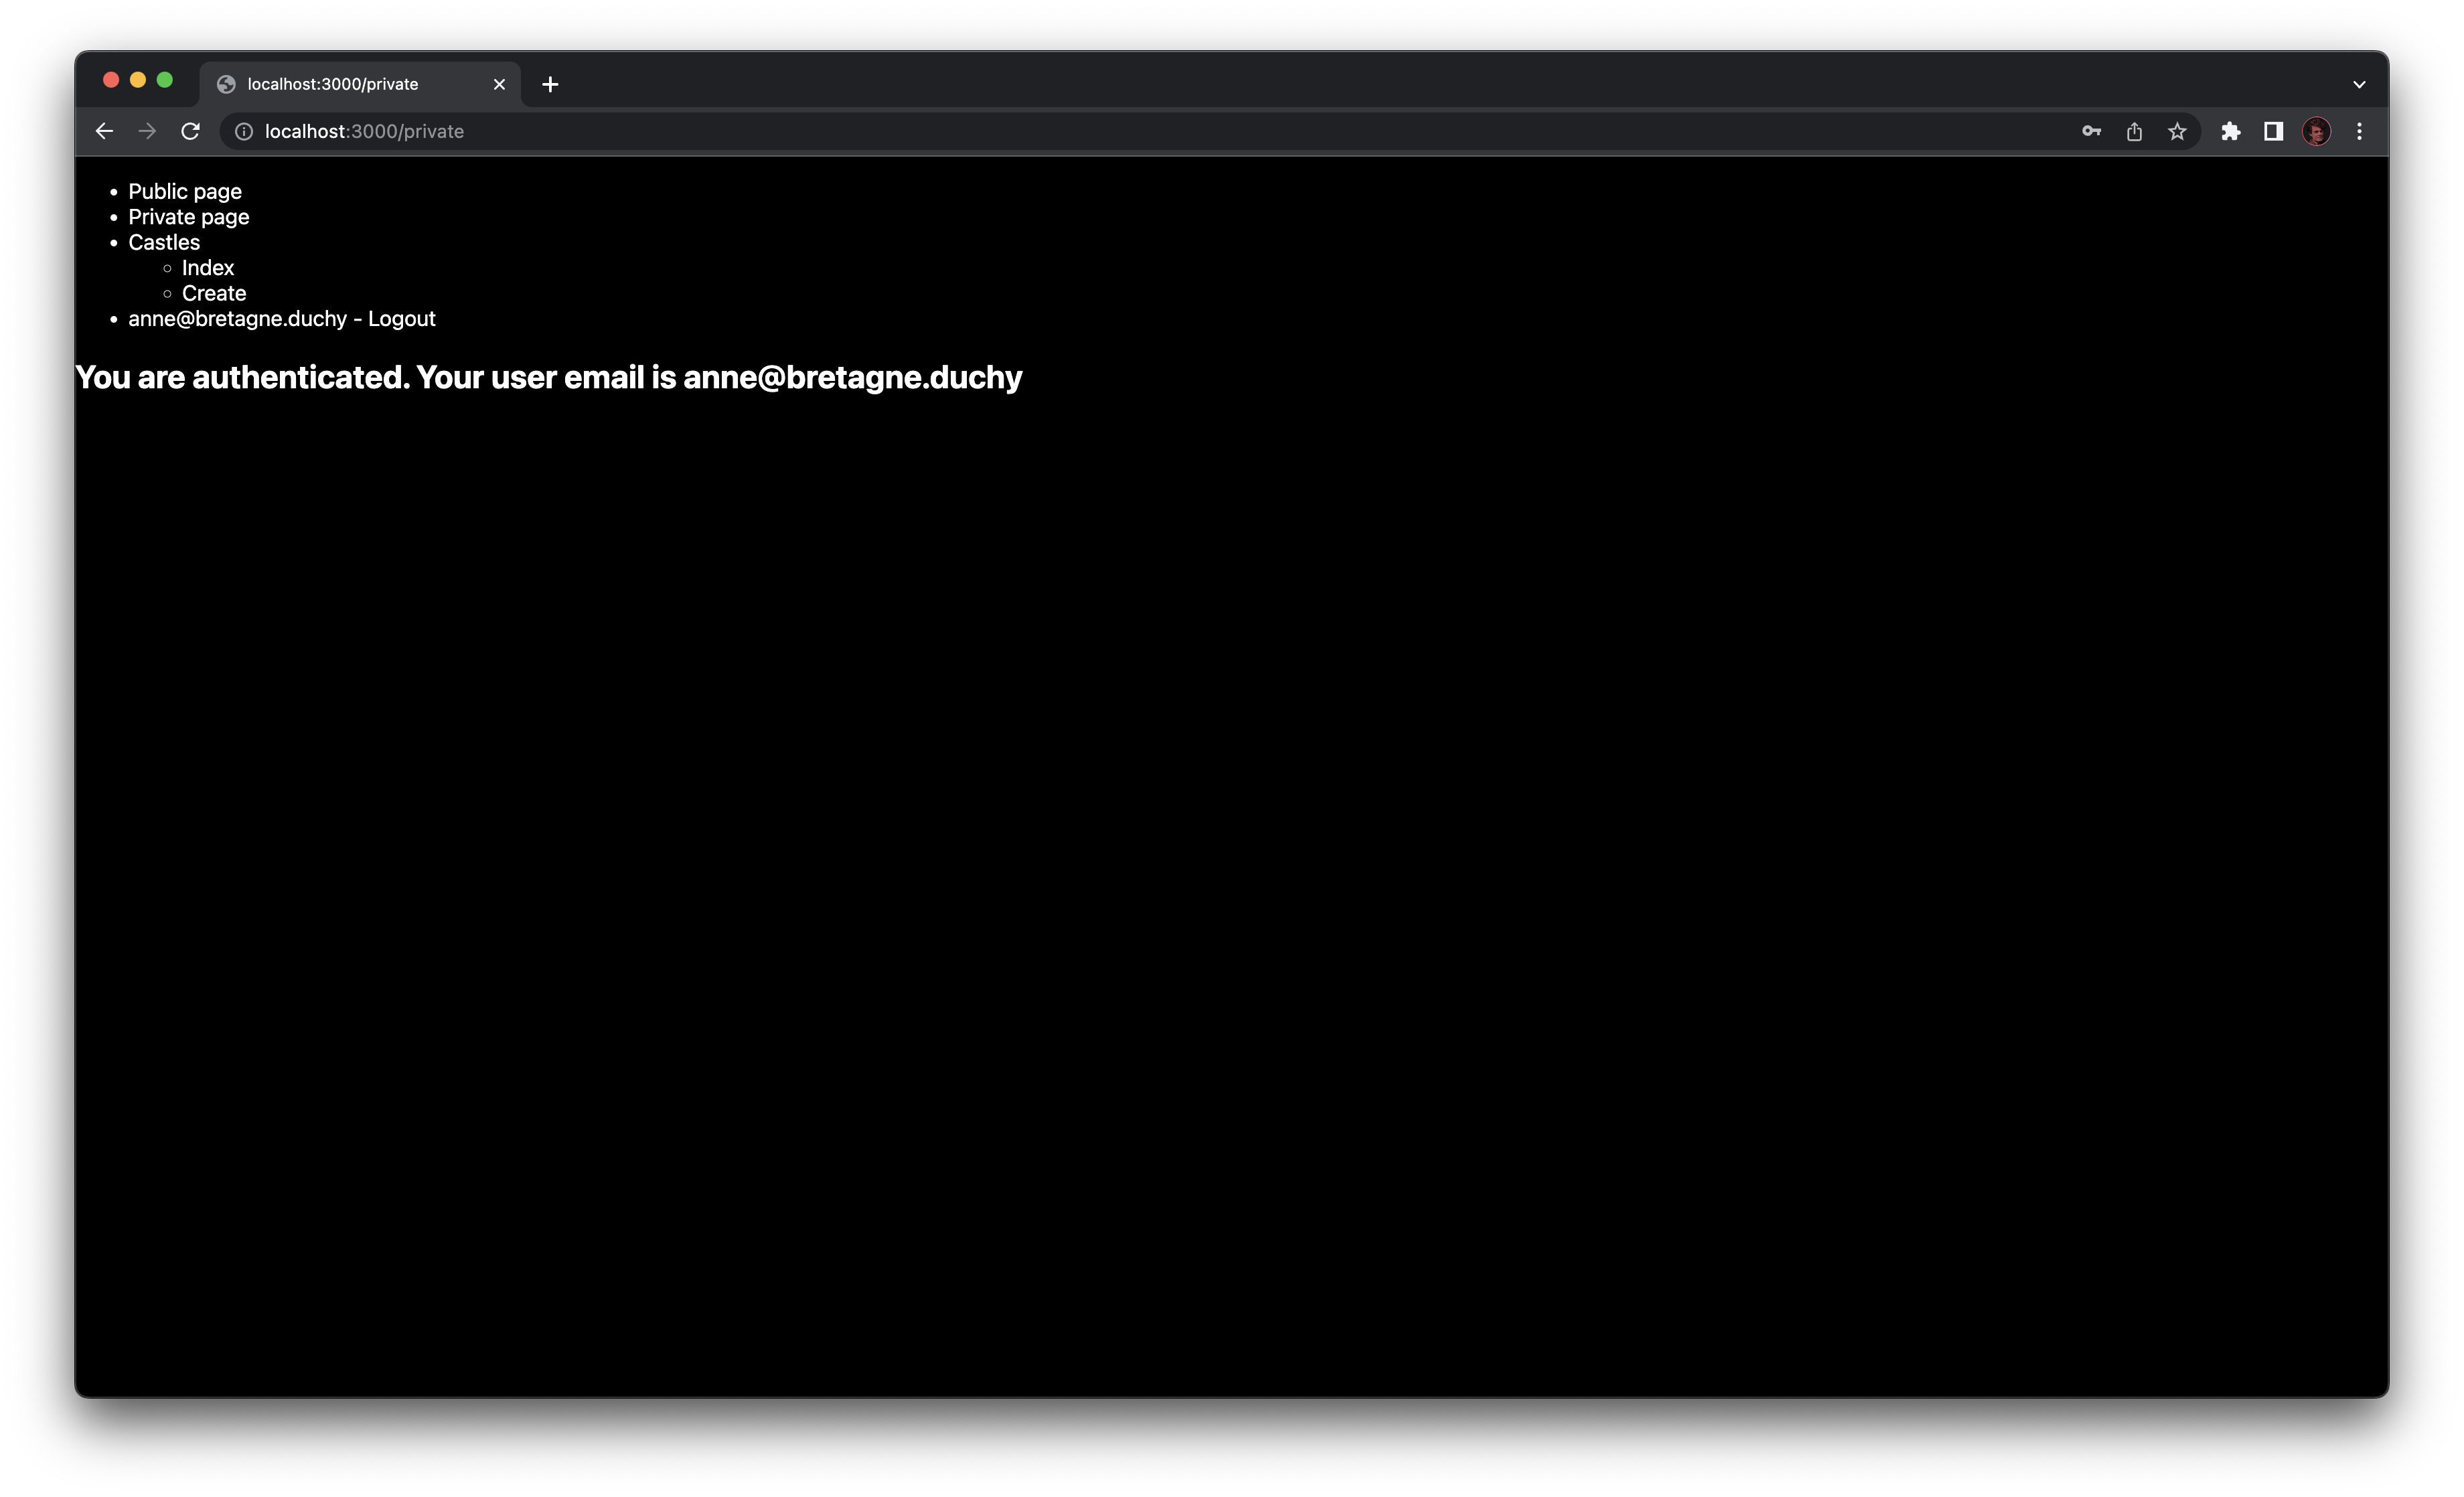 localhost:3000/private
localhost:3000/private
Public page
Private page
Castles
Index
Create
anne@bretagne.duchy - Logout
You are authenticated. Your user email is anne@bretagne.duchy